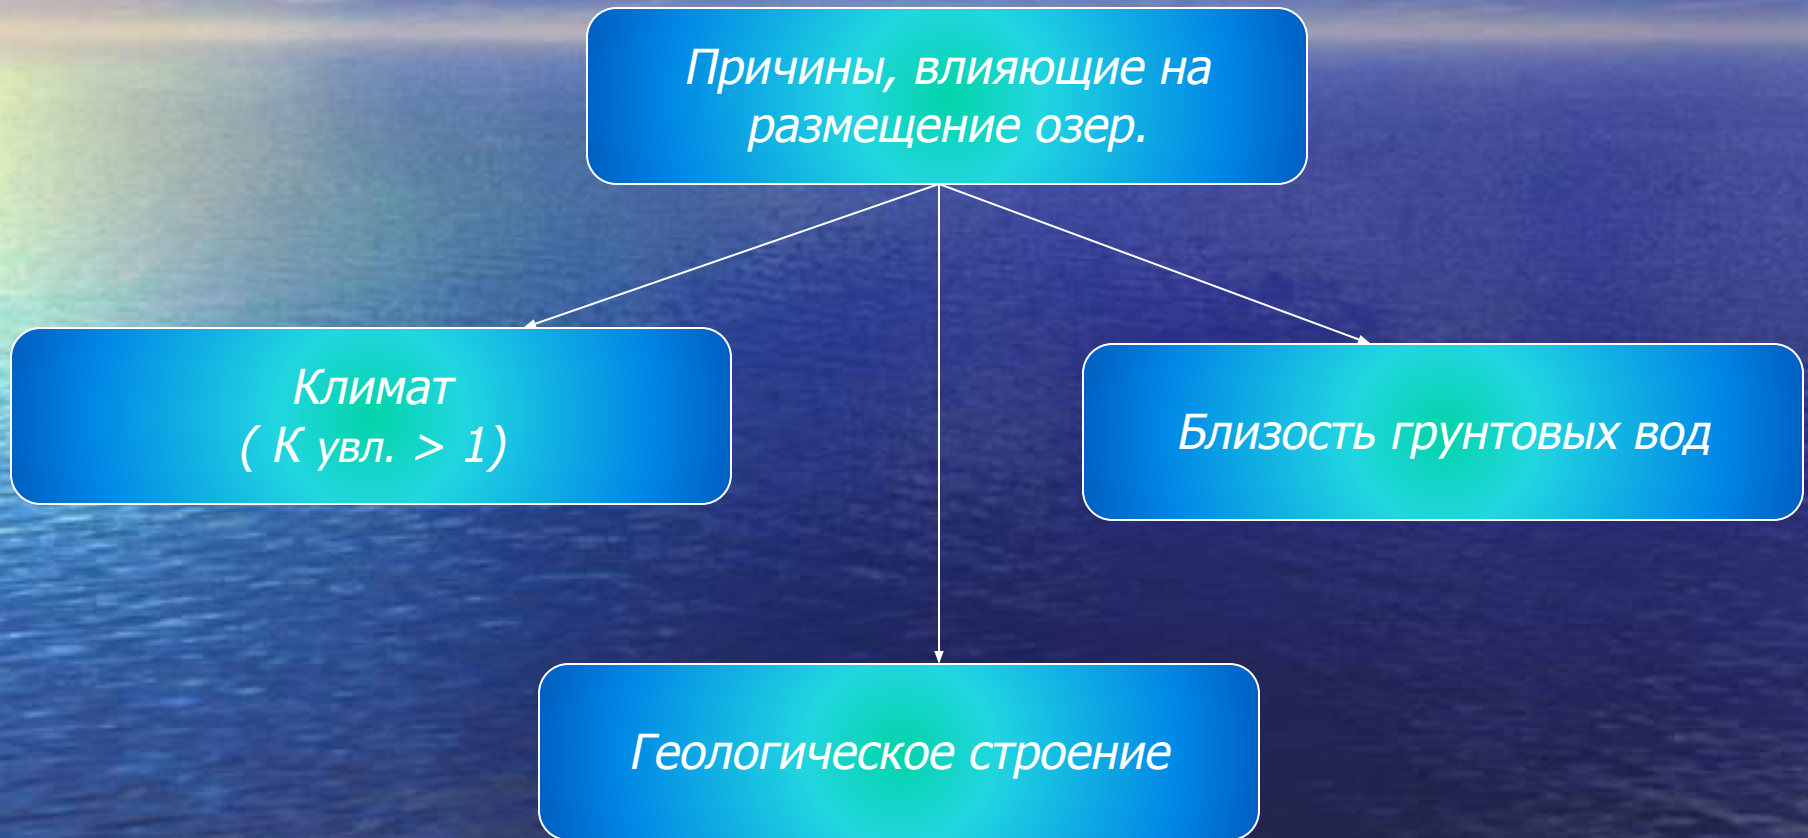 Причины, влияющие на
размещение озер.
Климат
( К увл. > 1)
Близость грунтовых вод
Геологическое строение